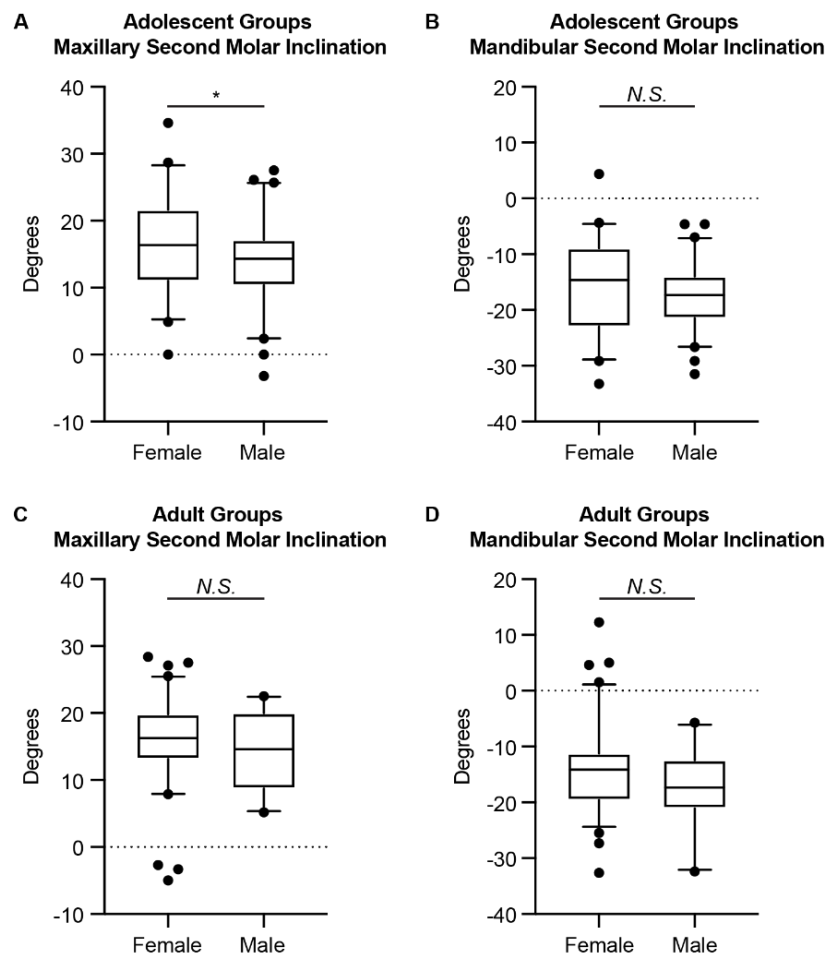 A
Adolescent Groups
Maxillary Second Molar Inclination
*
40
30
20
10
0
-10
Degrees
Female
Male
B
Adolescent Groups
Mandibular Second Molar Inclination
N.S.
20
10
0
-10
-20
-30
-40
Degrees
Female
Male
C
Adult Groups
Maxillary Second Molar Inclination
N.S.
40
30
20
10
0
-10
Degrees
Female
Male
D
Adult Groups
Mandibular Second Molar Inclination
N.S.
20
10
0
-10
-20
-30
-40
Degrees
Female
Male